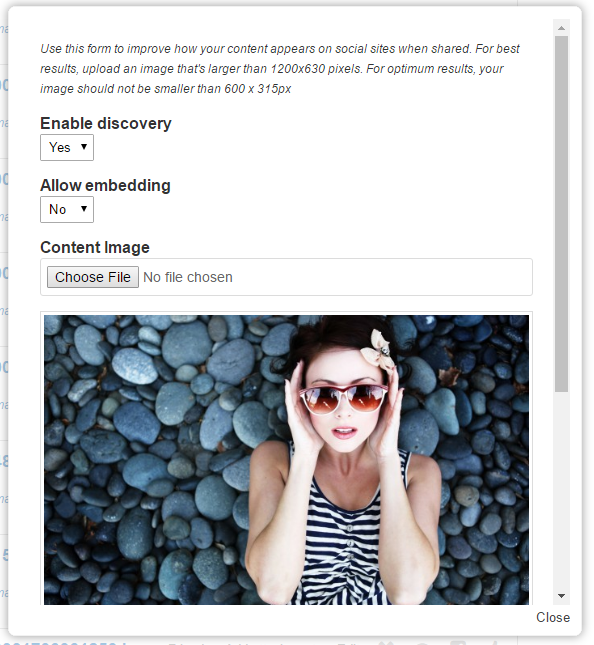 Use this form to improve how your content appears on social sites when shared. For best
results, upload an image that's larger than 1200x630 pixels. For optimum results, your
image should not be smaller than 600 x 315px
Enable discovery
Yes
Allow embedding
No
Content Image
Choose File No file chosen
Close